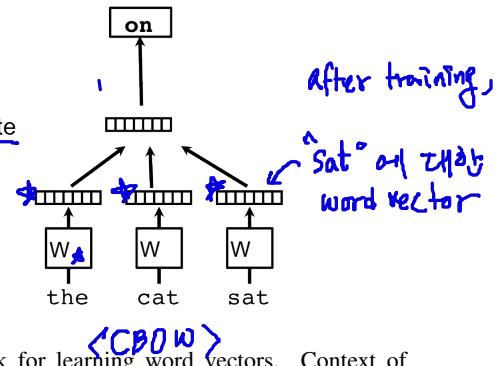 on
after training,
te
"sat"에 대한
word vector
W
W
W
the cat sat
<CBOW>
k for learning word vectors. Context of